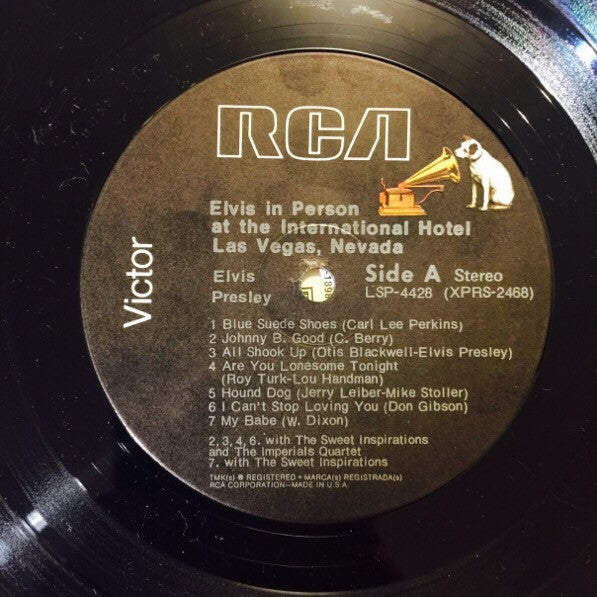 RCA
Elvis in Person
at the International Hotel
Las Vegas, Nevada
Victor
Elvis
Presley
Side A Stereo
LSP-4428 (XPRS-2468)
1 Blue Suede Shoes (Carl Lee Perkins)
2 Johnny B. Good (C. Berry)
3 All Shook Up (Otis Blackwell-Elvis Presley)
4 Are You Lonesome Tonight
(Roy Turk-Lou Handman)
5 Hound Dog (Jerry Leiber-Mike Stoller)
6 I Can't Stop Loving You (Don Gibson)
7 My Babe (W. Dixon)
2, 3, 4, 6. with The Sweet Inspirations
and The Imperials Quartet
7. with The Sweet Inspirations
TMK(s) ® REGISTERED • MARCA(s) REGISTRADA(s)
RCA CORPORATION—MADE IN U.S.A.